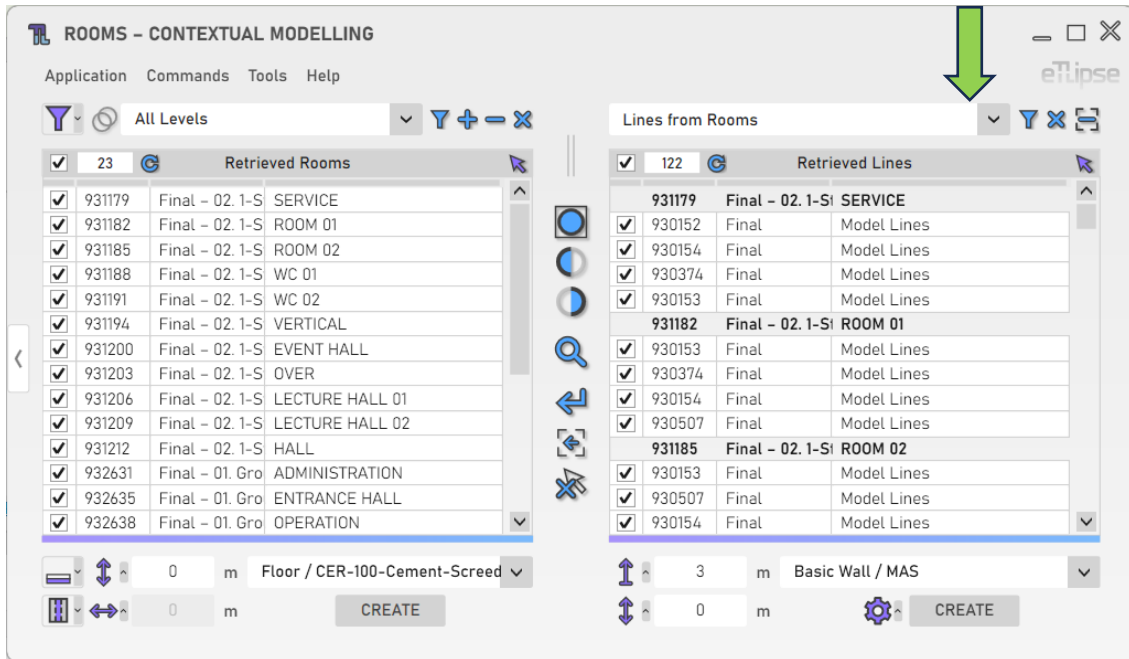 ROOMS – CONTEXTUAL MODELLING
Application Commands Tools Help
eTLipse
All Levels
Lines from Rooms
23 Retrieved Rooms
122 Retrieved Lines
931179 Final – 02. 1-S SERVICE
931182 Final – 02. 1-S ROOM 01
931185 Final – 02. 1-S ROOM 02
931188 Final – 02. 1-S WC 01
931191 Final – 02. 1-S WC 02
931194 Final – 02. 1-S VERTICAL
931200 Final – 02. 1-S EVENT HALL
931203 Final – 02. 1-S OVER
931206 Final – 02. 1-S LECTURE HALL 01
931209 Final – 02. 1-S LECTURE HALL 02
931212 Final – 02. 1-S HALL
932631 Final – 01. Gro ADMINISTRATION
932635 Final – 01. Gro ENTRANCE HALL
932638 Final – 01. Gro OPERATION
931179 Final – 02. 1-St SERVICE
930152 Final Model Lines
930154 Final Model Lines
930374 Final Model Lines
930153 Final Model Lines
931182 Final – 02. 1-St ROOM 01
930153 Final Model Lines
930374 Final Model Lines
930154 Final Model Lines
930507 Final Model Lines
931185 Final – 02. 1-St ROOM 02
930153 Final Model Lines
930507 Final Model Lines
930154 Final Model Lines
0 m Floor / CER-100-Cement-Screed
0 m CREATE
3 m Basic Wall / MAS
0 m CREATE